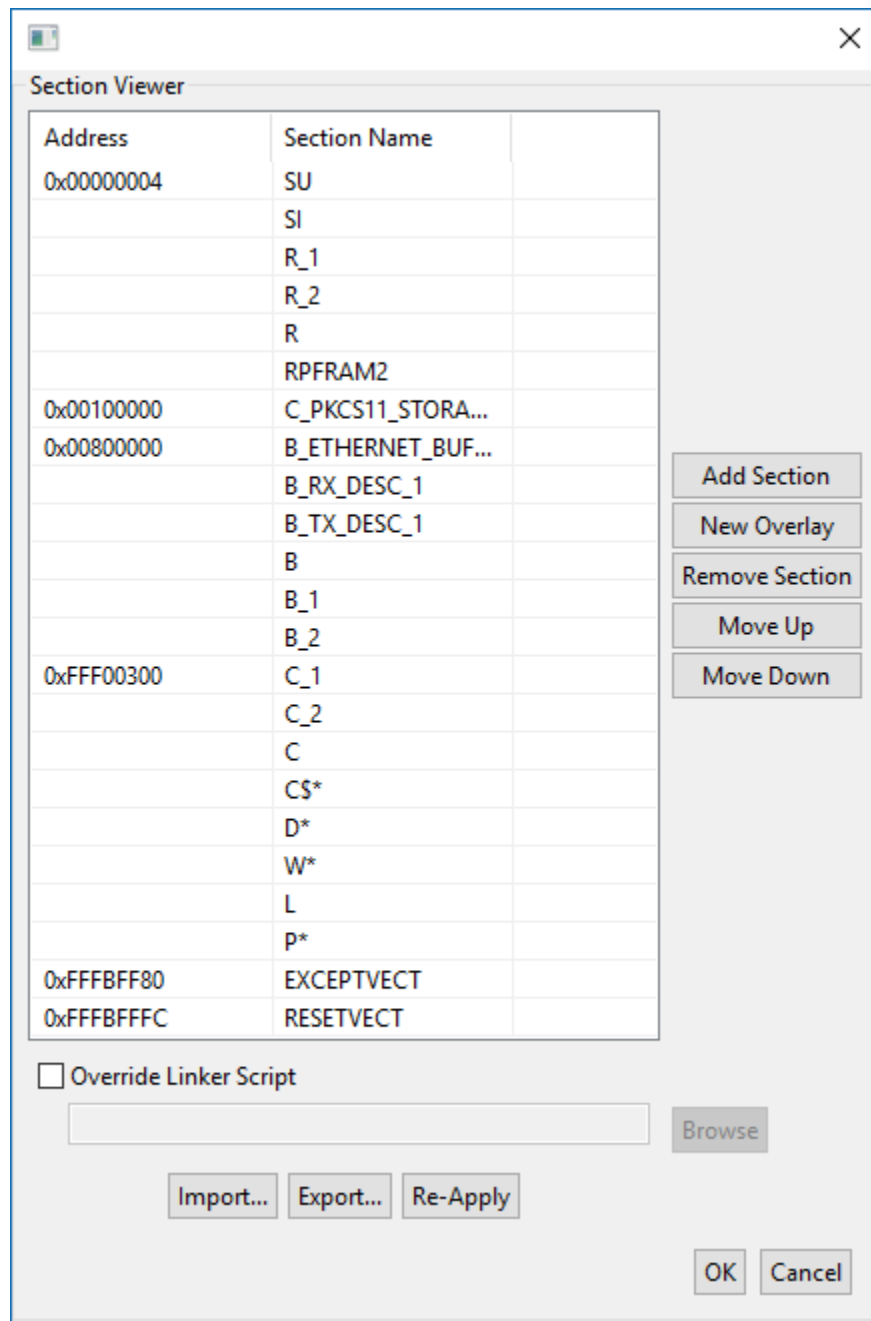 Section Viewer
Address Section Name
0x00000004 SU
SI
R_1
R_2
R
RPFRAM2
0x00100000 C_PKCS11_STORA...
0x00800000 B_ETHERNET_BUF...
B_RX_DESC_1
B_TX_DESC_1
B
B_1
B_2
0xFFF00300 C_1
C_2
C
C$*
D*
W*
L
P*
0xFFFBFF80 EXCEPTVECT
0xFFFBFFFC RESETVECT
Add Section
New Overlay
Remove Section
Move Up
Move Down
Override Linker Script
Browse
Import... Export... Re-Apply
OK Cancel